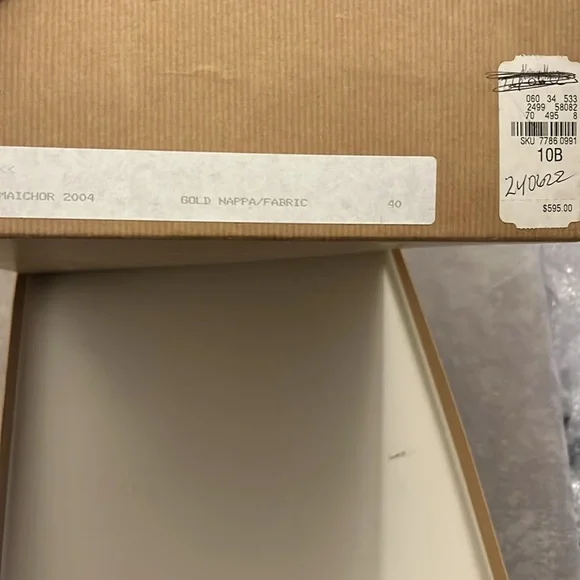 <<
MAICHOR 2004 GOLD NAPPA/FABRIC 40
060 34 533
2499 58082
70 495 8
SKU 7786 0991
10B
240622
$595.00